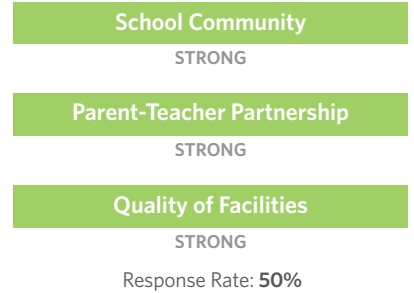 School Community
STRONG
Parent-Teacher Partnership
STRONG
Quality of Facilities
STRONG
Response Rate: 50%